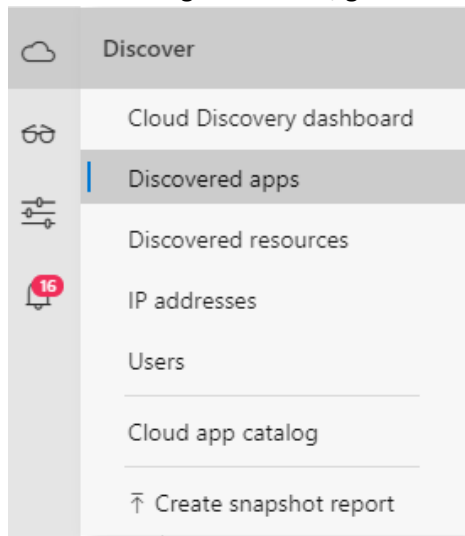 Discover
Cloud Discovery dashboard
Discovered apps
Discovered resources
16
IP addresses
Users
Cloud app catalog
Create snapshot report